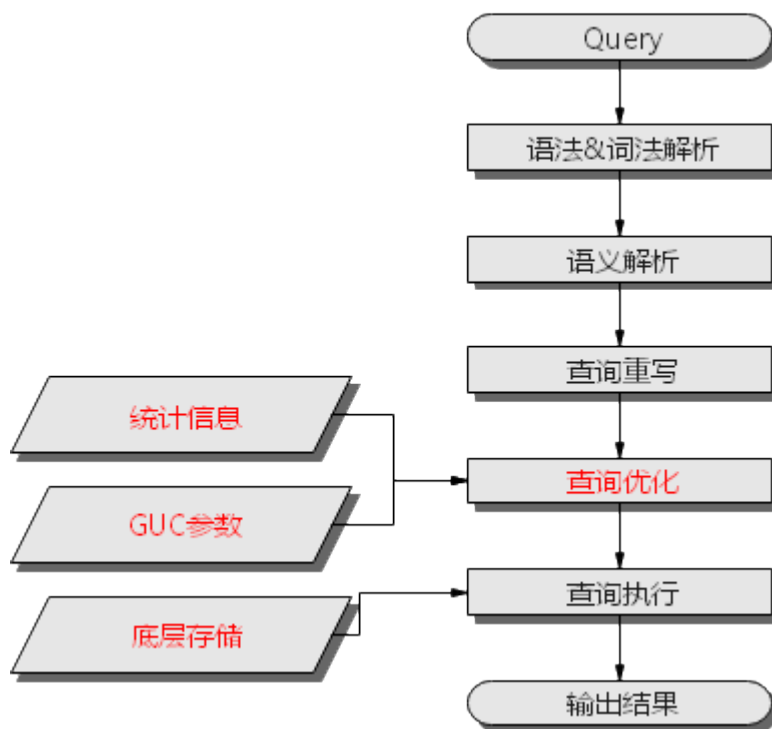 Query
语法&词法解析
语义解析
查询重写
统计信息
查询优化
GUC参数
查询执行
底层存储
输出结果